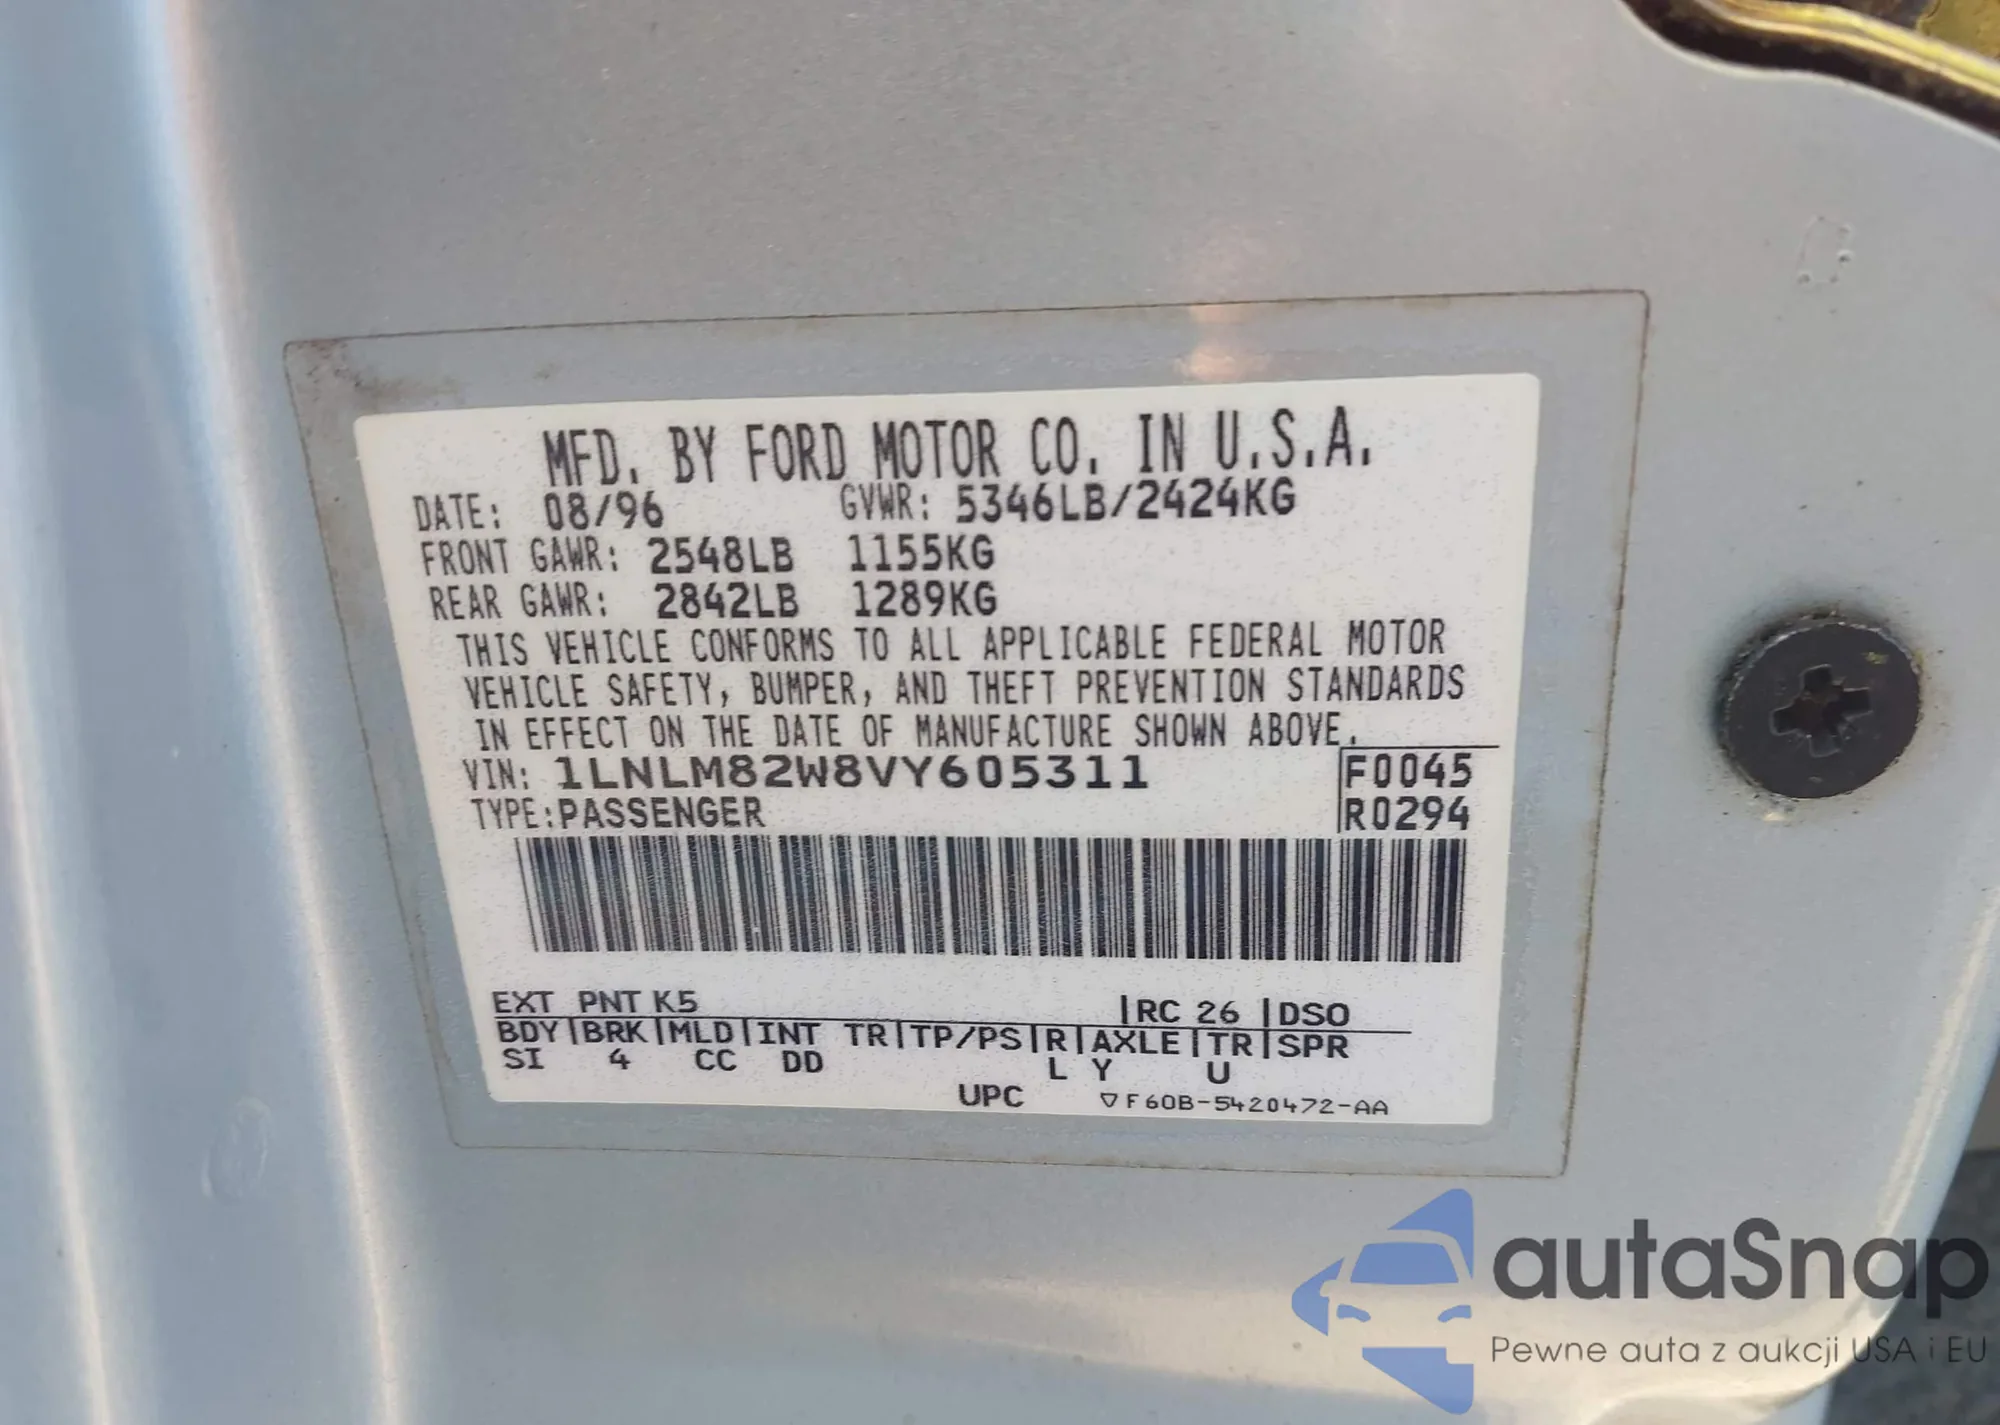 MFD. BY FORD MOTOR CO. IN U.S.A.
DATE: 08/96 GVWR: 5346LB/2424KG
FRONT GAWR: 2548LB 1155KG
REAR GAWR: 2842LB 1289KG
THIS VEHICLE CONFORMS TO ALL APPLICABLE FEDERAL MOTOR
VEHICLE SAFETY, BUMPER, AND THEFT PREVENTION STANDARDS
IN EFFECT ON THE DATE OF MANUFACTURE SHOWN ABOVE.
VIN: 1LNLM82W8VY605311 F0045
TYPE:PASSENGER R0294
EXT PNT K5 |RC 26 |DSO
BDY|BRK|MLD|INT TR|TP/PS|R|AXLE|TR|SPR
SI 4 CC DD L Y U
UPC ▽F60B-5420472-AA
autaSnap
Pewne auta z aukcji USA i EU